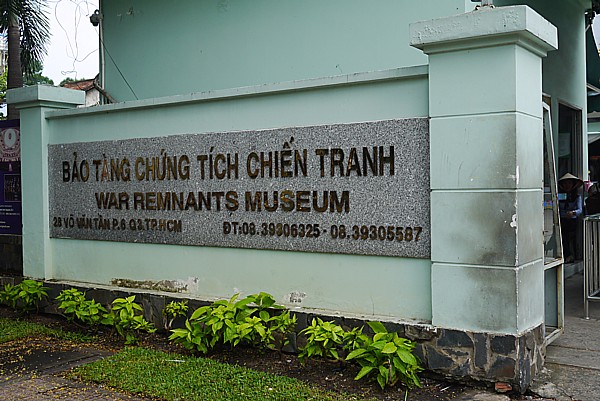 BẢO TÀNG CHỨNG TÍCH CHIẾN TRANH
WAR REMNANTS MUSEUM
28 VÕ VĂN TẦN P.6 Q3.TP.HCM ĐT:08.39306325 - 08.39305587